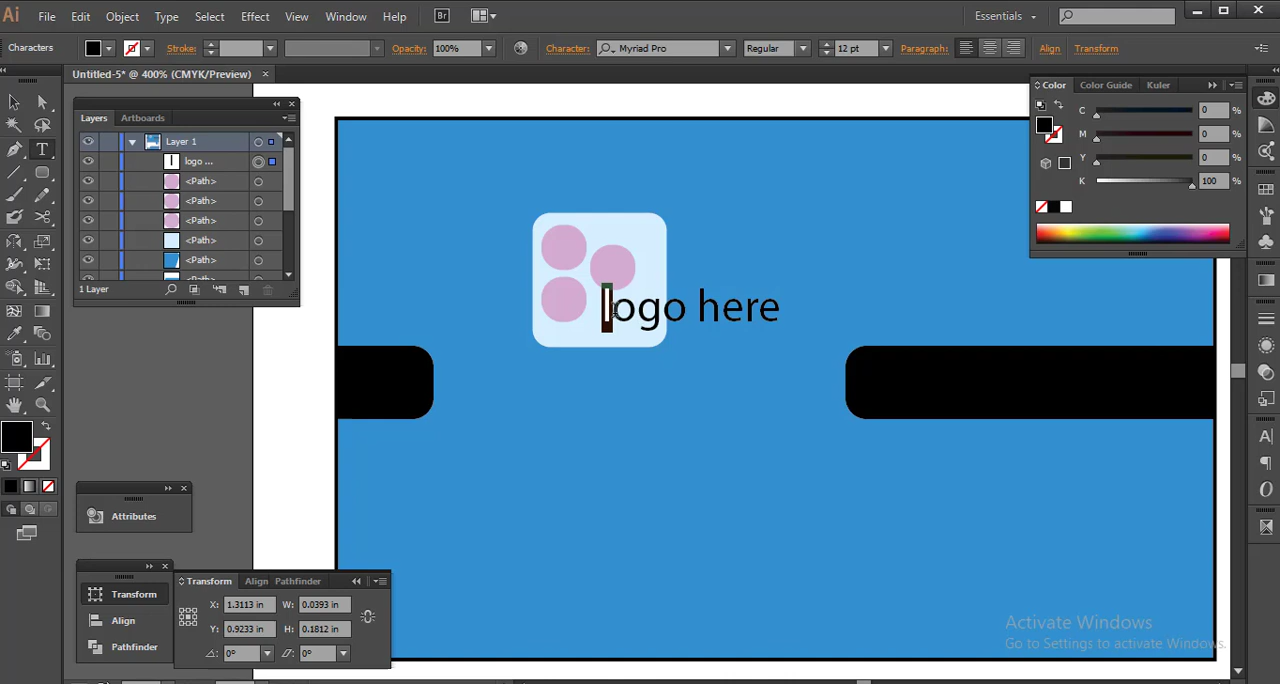 Ai File Edit Object Type Select Effect View Window Help Br Essentials
Characters Stroke: Opacity: 100% Character: Myriad Pro Regular 12 pt Paragraph: Align Transform
Untitled-5* @ 400% (CMYK/Preview)
Layers Artboards
Layer 1
logo ...
<Path>
<Path>
<Path>
<Path>
<Path>
1 Layer
Color Color Guide Kuler
C 0 %
M 0 %
Y 0 %
K 100 %
logo here
Attributes
Transform
Align
Pathfinder
Transform Align Pathfinder
X: 1.3113 in W: 0.0393 in
Y: 0.9233 in H: 0.1812 in
0° 0°
Activate Windows
Go to Settings to activate Windows.